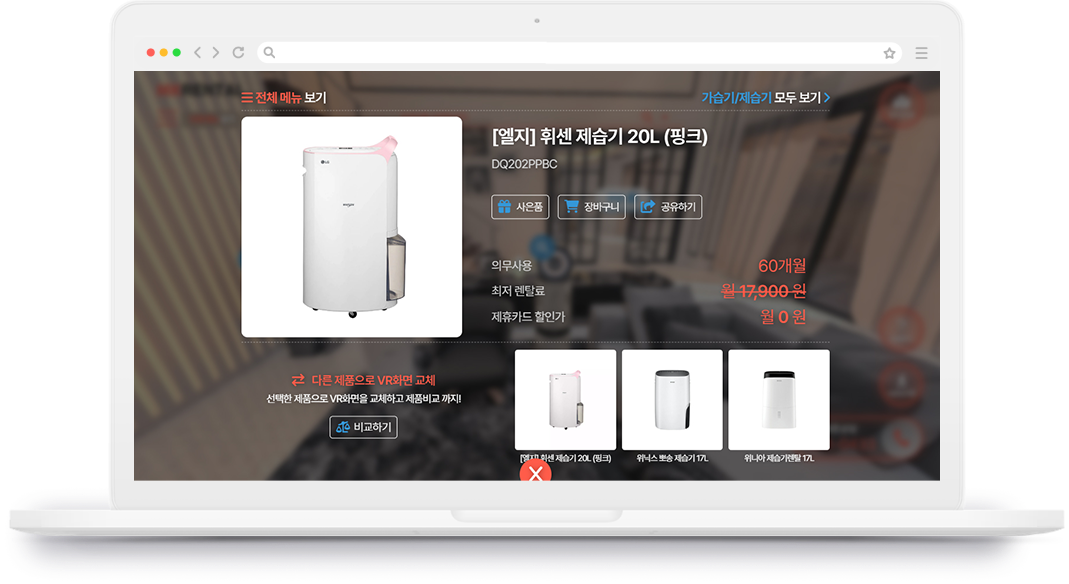 전체 메뉴 보기
가습기/제습기 모두 보기
[엘지] 휘센 제습기 20L (핑크)
DQ202PPBC
사은품
장바구니
공유하기
LG
의무사용 60개월
최저 렌탈료 월 17,900 원
제휴카드 할인가 월 0 원
다른 제품으로 VR화면 교체
선택한 제품으로 VR화면을 교체하고 제품비교 까지!
비교하기
[엘지] 휘센 제습기 20L (핑크)
위닉스 뽀송 제습기 17L
위니아 제습기렌탈 17L